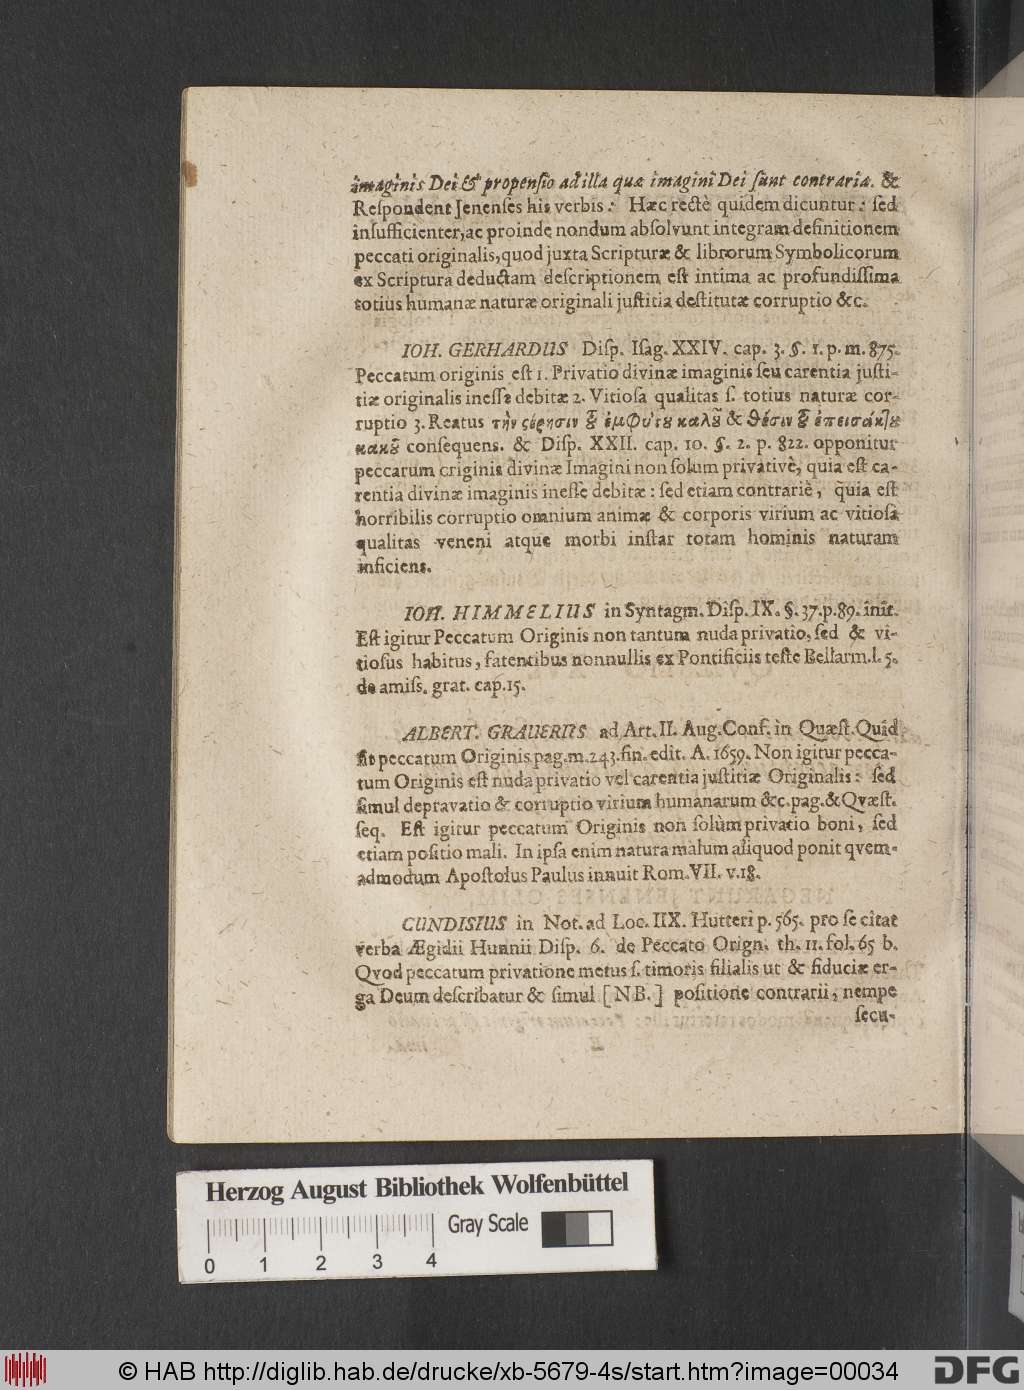 imaginis Dei & propensio ad illa quæ imagini Dei sunt contraria. &
Reſpondent Jenenſes his verbis: Hæc rectè quidem dicuntur: ſed
inſufficienter, ac proinde nondum abſolvunt integram definitionem
peccati originalis, quod juxta Scripturæ & librorum Symbolicorum
ex Scriptura deductam deſcriptionem eſt intima ac profundiſſima
totius humanæ naturæ originali juſtitia deſtitutæ corruptio &c.
IOH. GERHARDUS Diſp. Iſag. XXIV. cap. 3. §. 1. p. m. 875.
Peccatum originis eſt 1. Privatio divinæ imaginis ſeu carentia juſti-
tiæ originalis ineſſe debitæ 2. Vitioſa qualitas ſ. totius naturæ cor-
ruptio 3. Reatus τὴν ςέρησιν ȣ͂ ἐμφύτȣ καλȣ͂ & θέσιν ȣ͂ ἐπεισάκτȣ
κακȣ͂ conſequens. & Diſp. XXII. cap. 10. §. 2. p. 822. opponitur
peccatum originis divinæ Imagini non ſolum privativè, quia eſt ca-
rentia divinæ imaginis ineſſe debitæ: ſed etiam contrariè, quia eſt
horribilis corruptio omnium animæ & corporis virium ac vitioſa
qualitas veneni atque morbi inſtar totam hominis naturam
inficiens.
IOH. HIMMELIUS in Syntagm. Diſp. IX. §. 37. p. 89. init.
Eſt igitur Peccatum Originis non tantum nuda privatio, ſed & vi-
tioſus habitus, fatentibus nonnullis ex Pontificiis teſte Bellarm. l. 5.
de amiſs. grat. cap. 15.
ALBERT. GRAUERUS ad Art. II. Aug. Conf. in Quæſt. Quid
ſit peccatum Originis pag. m. 243. fin. edit. A. 1659. Non igitur pecca-
tum Originis eſt nuda privatio vel carentia juſtitiæ Originalis: ſed
ſimul depravatio & corruptio virium humanarum &c. pag. & Qvæſt.
ſeq. Eſt igitur peccatum Originis non ſolùm privatio boni, ſed
etiam poſitio mali. In ipſa enim natura malum aliquod ponit qvem-
admodum Apoſtolus Paulus innuit Rom. VII. v. 18.
CUNDISIUS in Not. ad Loc. IIX. Hutteri p. 565. pro ſe citat
verba Ægidii Hunnii Diſp. 6. de Peccato Orign. th. 11. fol. 65 b.
Qvod peccatum privatione metus ſ. timoris filialis ut & fiduciæ er-
ga Deum deſcribatur & ſimul [NB.] poſitione contrarii, nempe
ſecu-
Herzog August Bibliothek Wolfenbüttel
Gray Scale
0 1 2 3 4
© HAB http://diglib.hab.de/drucke/xb-5679-4s/start.htm?image=00034
DFG